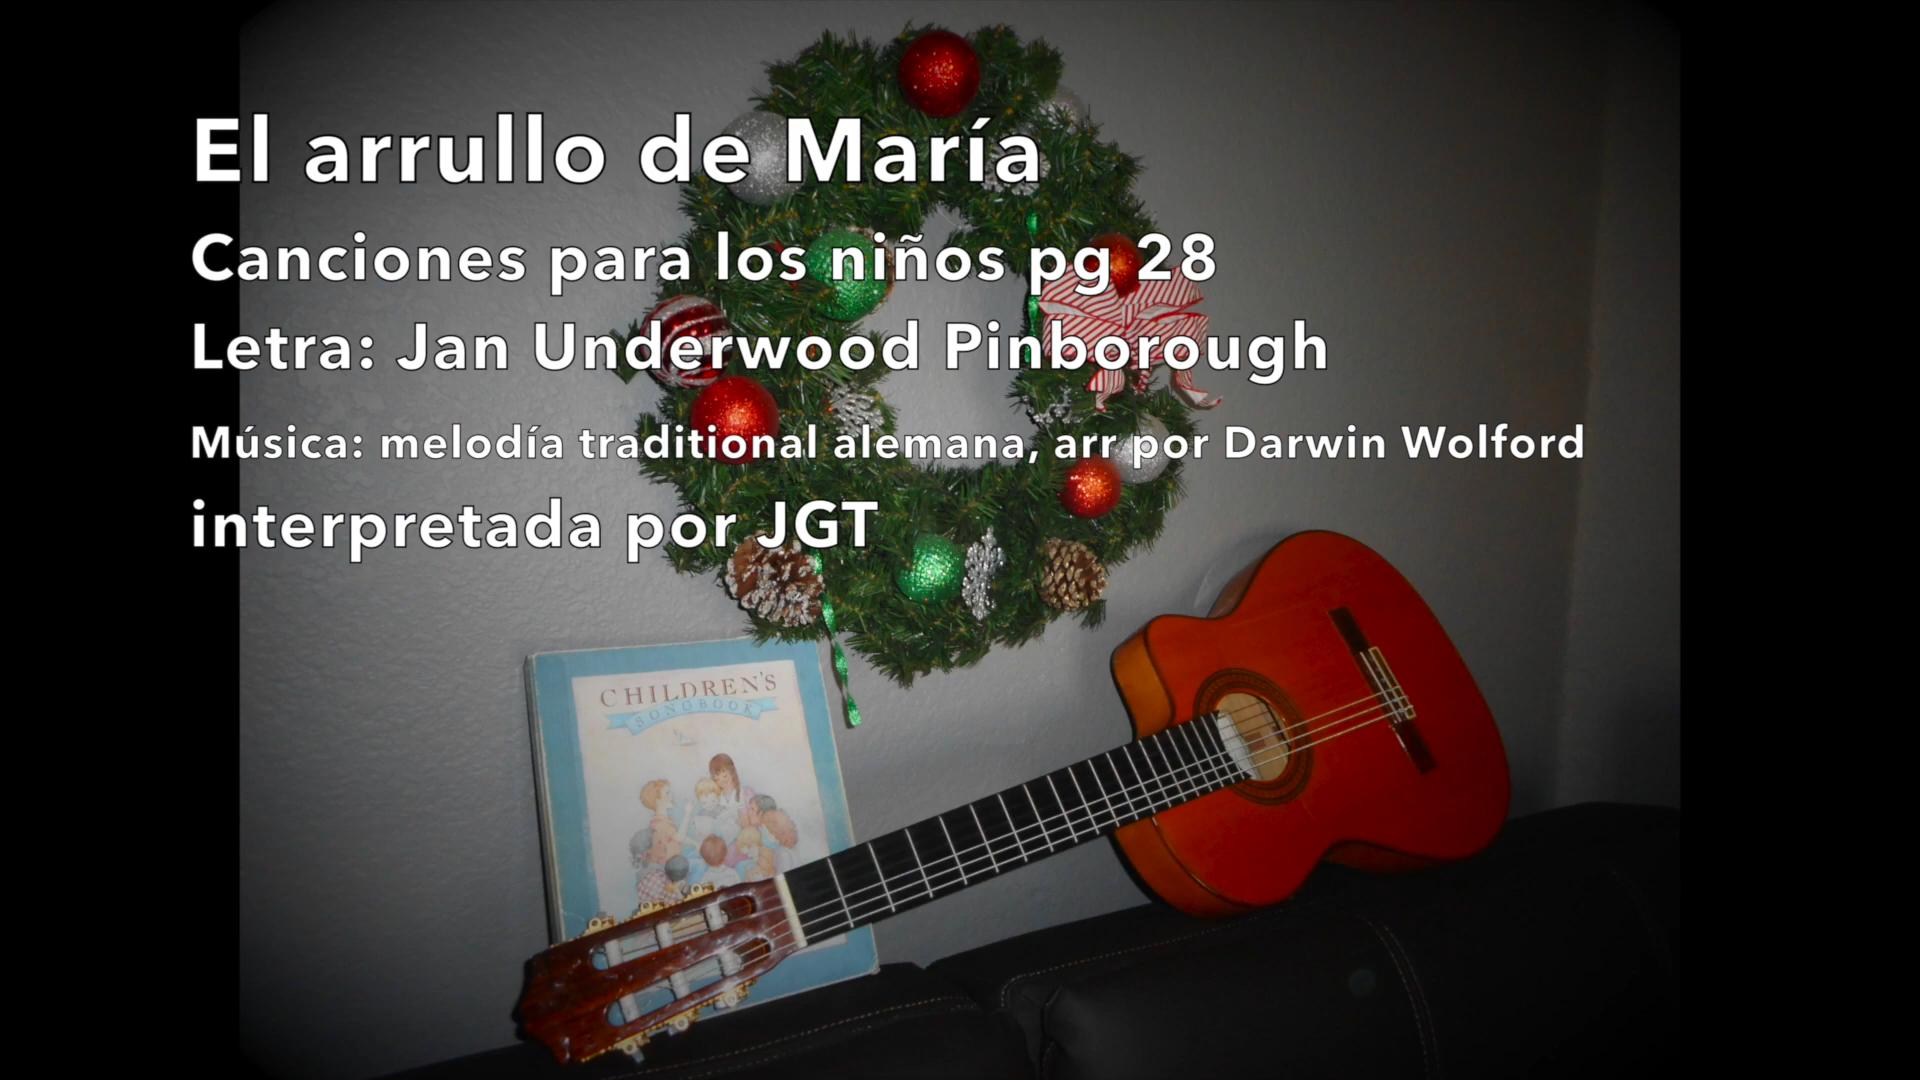 El arrullo de María
Canciones para los niños pg 28
Letra: Jan Underwood Pinborough
Música: melodía traditional alemana, arr por Darwin Wolford
interpretada por JGT
CHILDREN'S
SONGBOOK